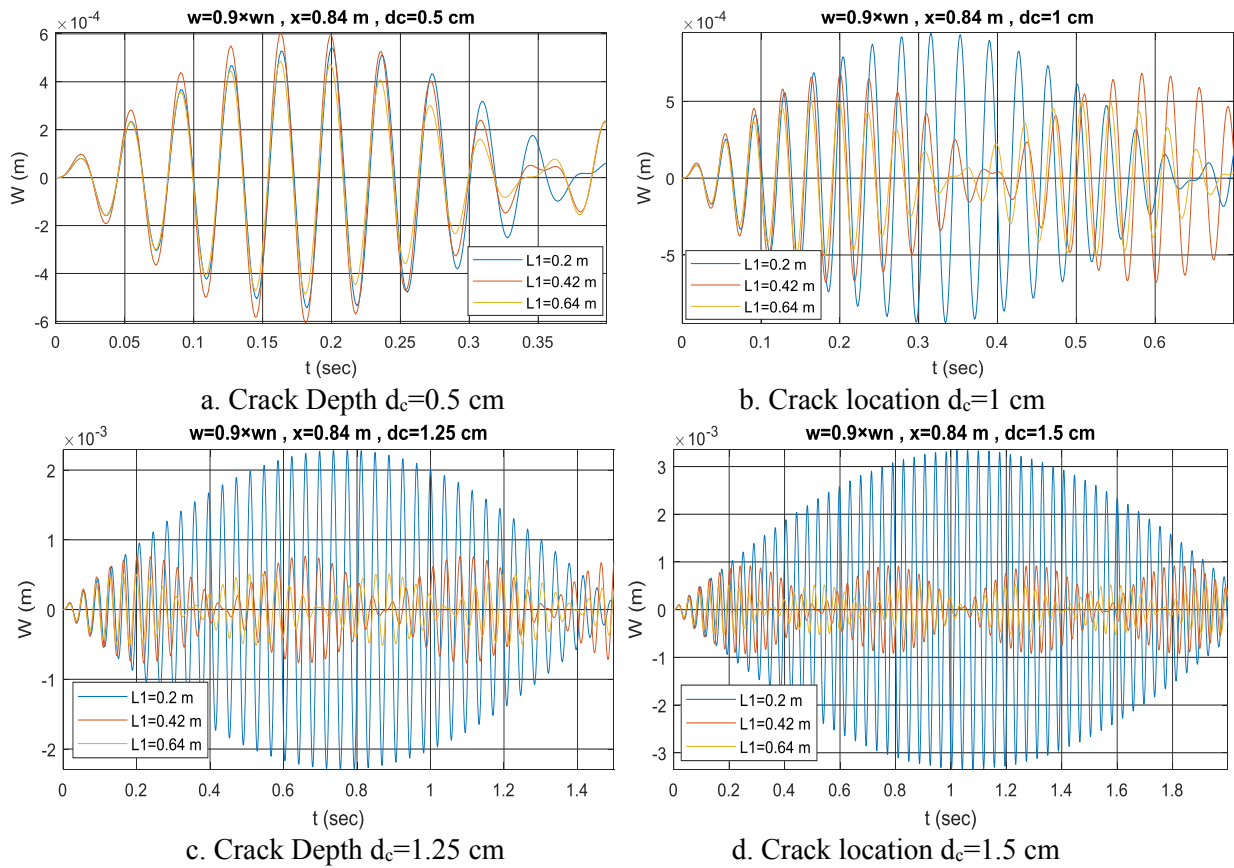 w=0.9×wn , x=0.84 m , dc=0.5 cm
×10-4
6
4
2
0
-2
-4
-6
W (m)
0 0.05 0.1 0.15 0.2 0.25 0.3 0.35
t (sec)
L1=0.2 m
L1=0.42 m
L1=0.64 m
a. Crack Depth dc=0.5 cm
w=0.9×wn , x=0.84 m , dc=1 cm
×10-4
5
0
-5
W (m)
0 0.1 0.2 0.3 0.4 0.5 0.6
t (sec)
L1=0.2 m
L1=0.42 m
L1=0.64 m
b. Crack location dc=1 cm
w=0.9×wn , x=0.84 m , dc=1.25 cm
×10-3
2
1
0
-1
-2
W (m)
0 0.2 0.4 0.6 0.8 1 1.2 1.4
t (sec)
L1=0.2 m
L1=0.42 m
L1=0.64 m
c. Crack Depth dc=1.25 cm
w=0.9×wn , x=0.84 m , dc=1.5 cm
×10-3
3
2
1
0
-1
-2
-3
W (m)
0 0.2 0.4 0.6 0.8 1 1.2 1.4 1.6 1.8
t (sec)
L1=0.2 m
L1=0.42 m
L1=0.64 m
d. Crack location dc=1.5 cm